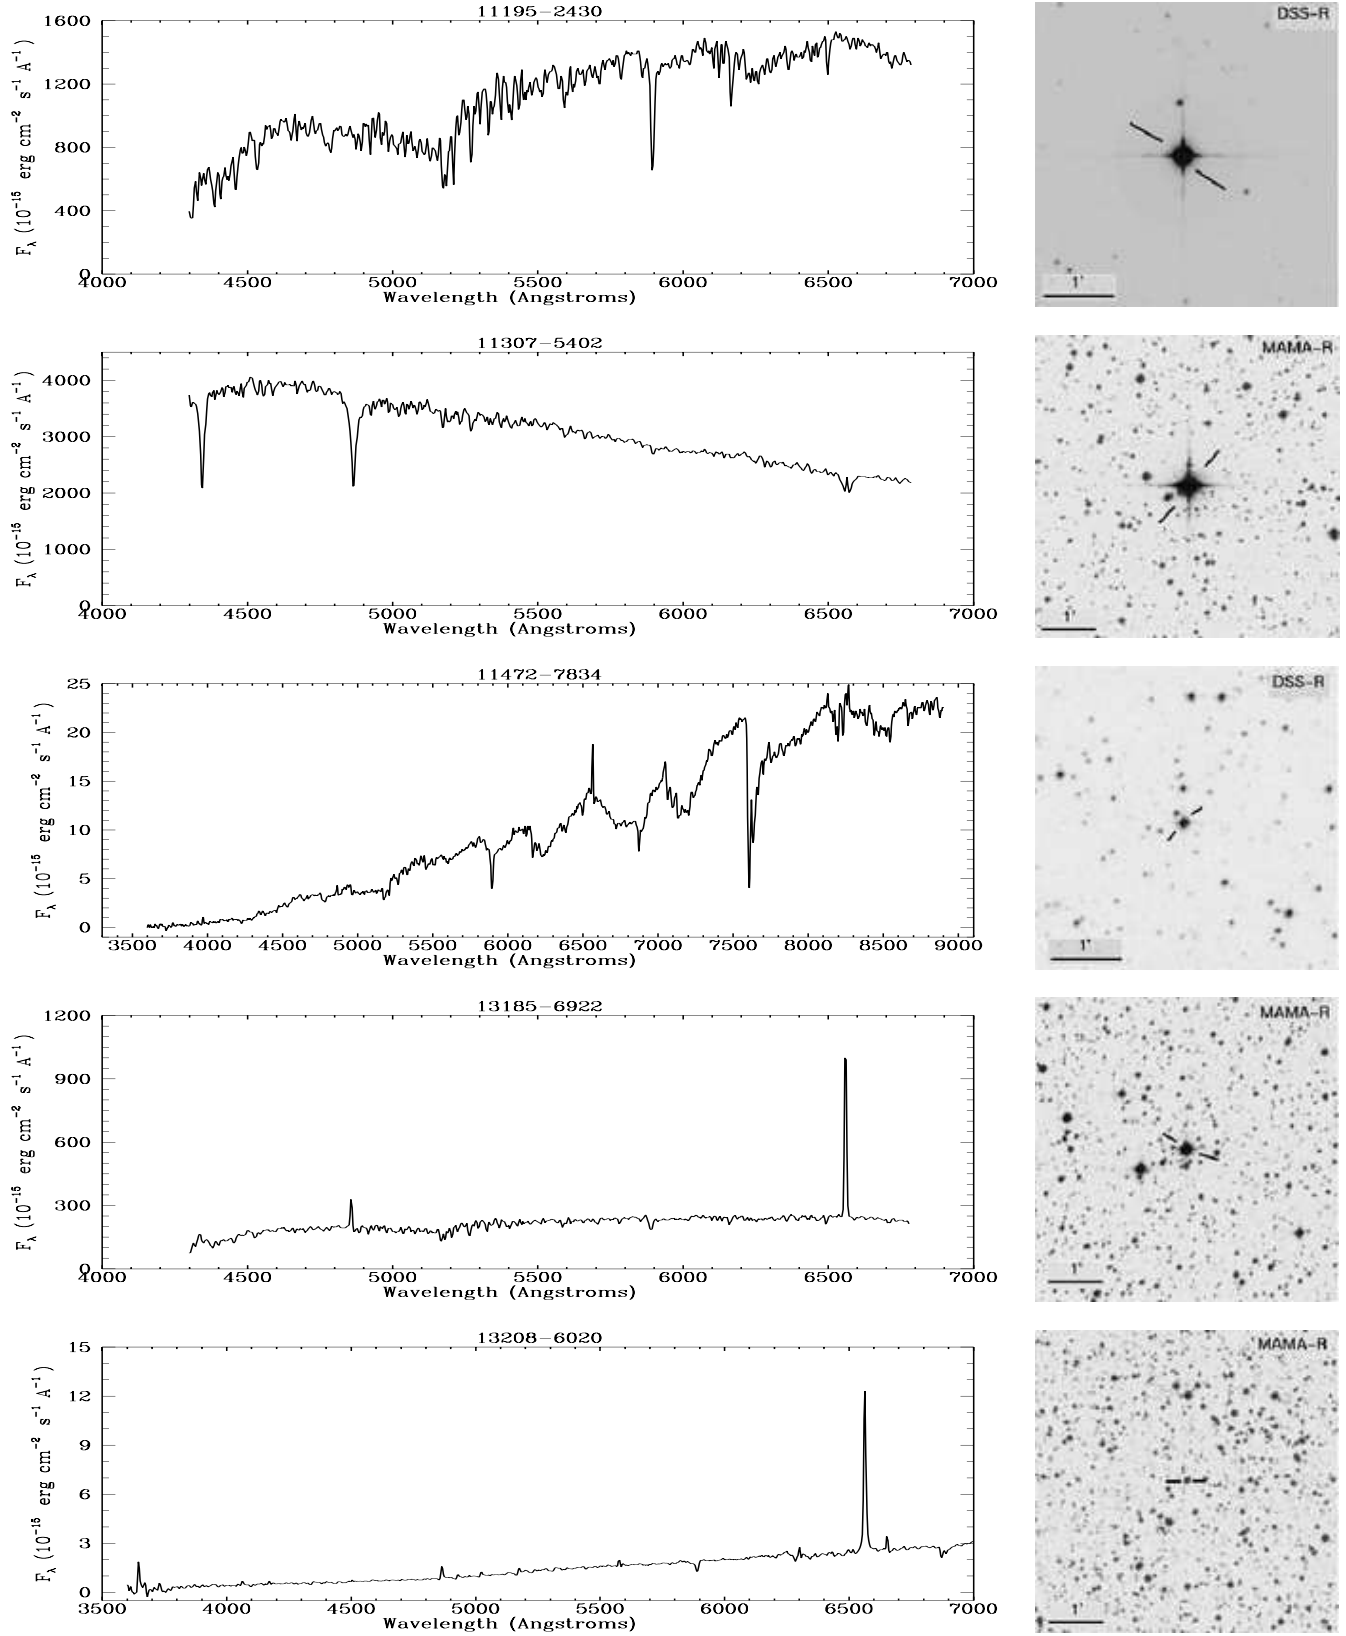 11195−2430
1600
1200
800
400
0
F_λ (10⁻¹⁵ erg cm⁻² s⁻¹ A⁻¹)
4000 4500 5000 5500 6000 6500 7000
Wavelength (Angstroms)
DSS−R
1'
11307−5402
4000
3000
2000
1000
0
F_λ (10⁻¹⁵ erg cm⁻² s⁻¹ A⁻¹)
4000 4500 5000 5500 6000 6500 7000
Wavelength (Angstroms)
MAMA−R
1'
11472−7834
25
20
15
10
5
0
F_λ (10⁻¹⁵ erg cm⁻² s⁻¹ A⁻¹)
3500 4000 4500 5000 5500 6000 6500 7000 7500 8000 8500 9000
Wavelength (Angstroms)
DSS−R
1'
13185−6922
1200
900
600
300
0
F_λ (10⁻¹⁵ erg cm⁻² s⁻¹ A⁻¹)
4000 4500 5000 5500 6000 6500 7000
Wavelength (Angstroms)
MAMA−R
1'
13208−6020
15
12
9
6
3
0
F_λ (10⁻¹⁵ erg cm⁻² s⁻¹ A⁻¹)
3500 4000 4500 5000 5500 6000 6500 7000
Wavelength (Angstroms)
MAMA−R
1'